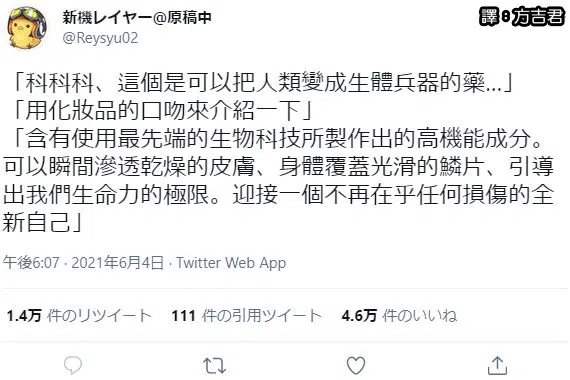 新機レイヤー@原稿中
譯:方吉君
@Reysyu02
「科科科、這個是可以把人類變成生體兵器的藥...」
「用化妝品的口吻來介紹一下」
「含有使用最先端的生物科技所製作出的高機能成分。
可以瞬間滲透乾燥的皮膚、身體覆蓋光滑的鱗片、引導
出我們生命力的極限。迎接一個不再在乎任何損傷的全
新自己」
午後6:07 · 2021年6月4日 · Twitter Web App
1.4万 件のリツイート 111 件の引用ツイート 4.6万 件のいいね